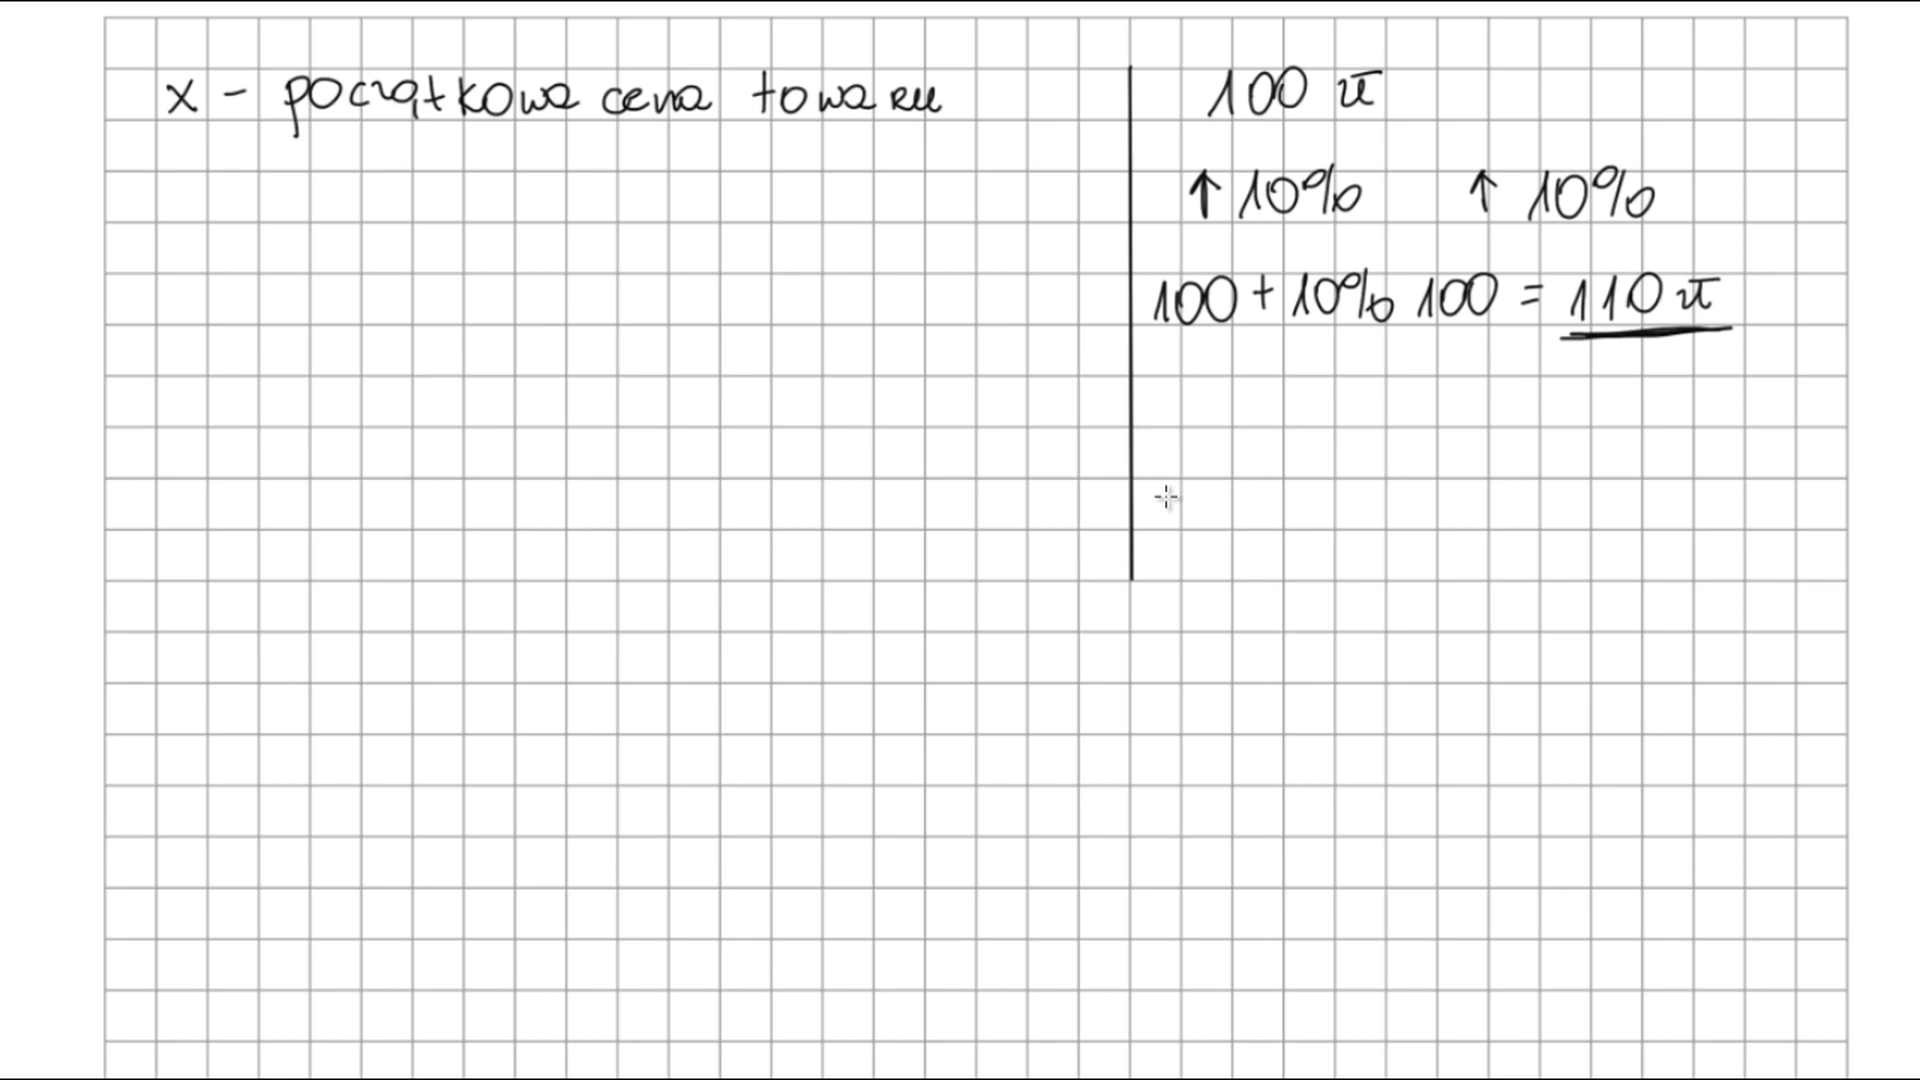 x - początkowa cena towaru
100 zł
↑ 10% ↑ 10%
100 + 10% 100 = 110 zł